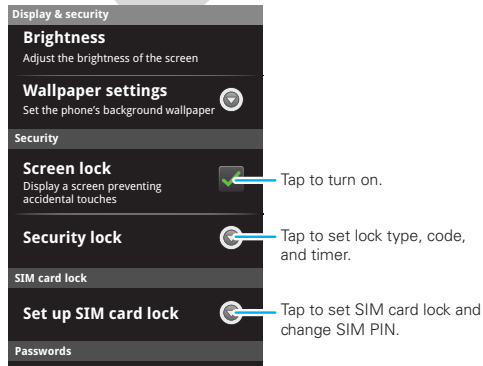 Display & security
Brightness
Adjust the brightness of the screen
Wallpaper settings
Set the phone's background wallpaper
Security
Screen lock
Display a screen preventing
accidental touches
Tap to turn on.
Security lock
Tap to set lock type, code,
and timer.
SIM card lock
Set up SIM card lock
Tap to set SIM card lock and
change SIM PIN.
Passwords